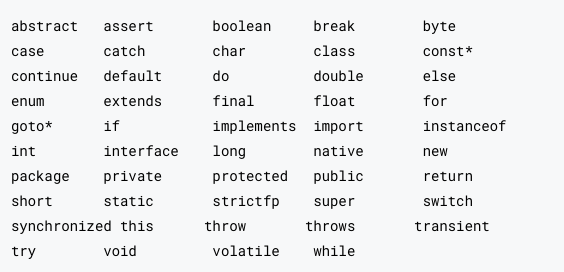 abstract assert boolean break byte
case catch char class const*
continue default do double else
enum extends final float for
goto* if implements import instanceof
int interface long native new
package private protected public return
short static strictfp super switch
synchronized this throw throws transient
try void volatile while